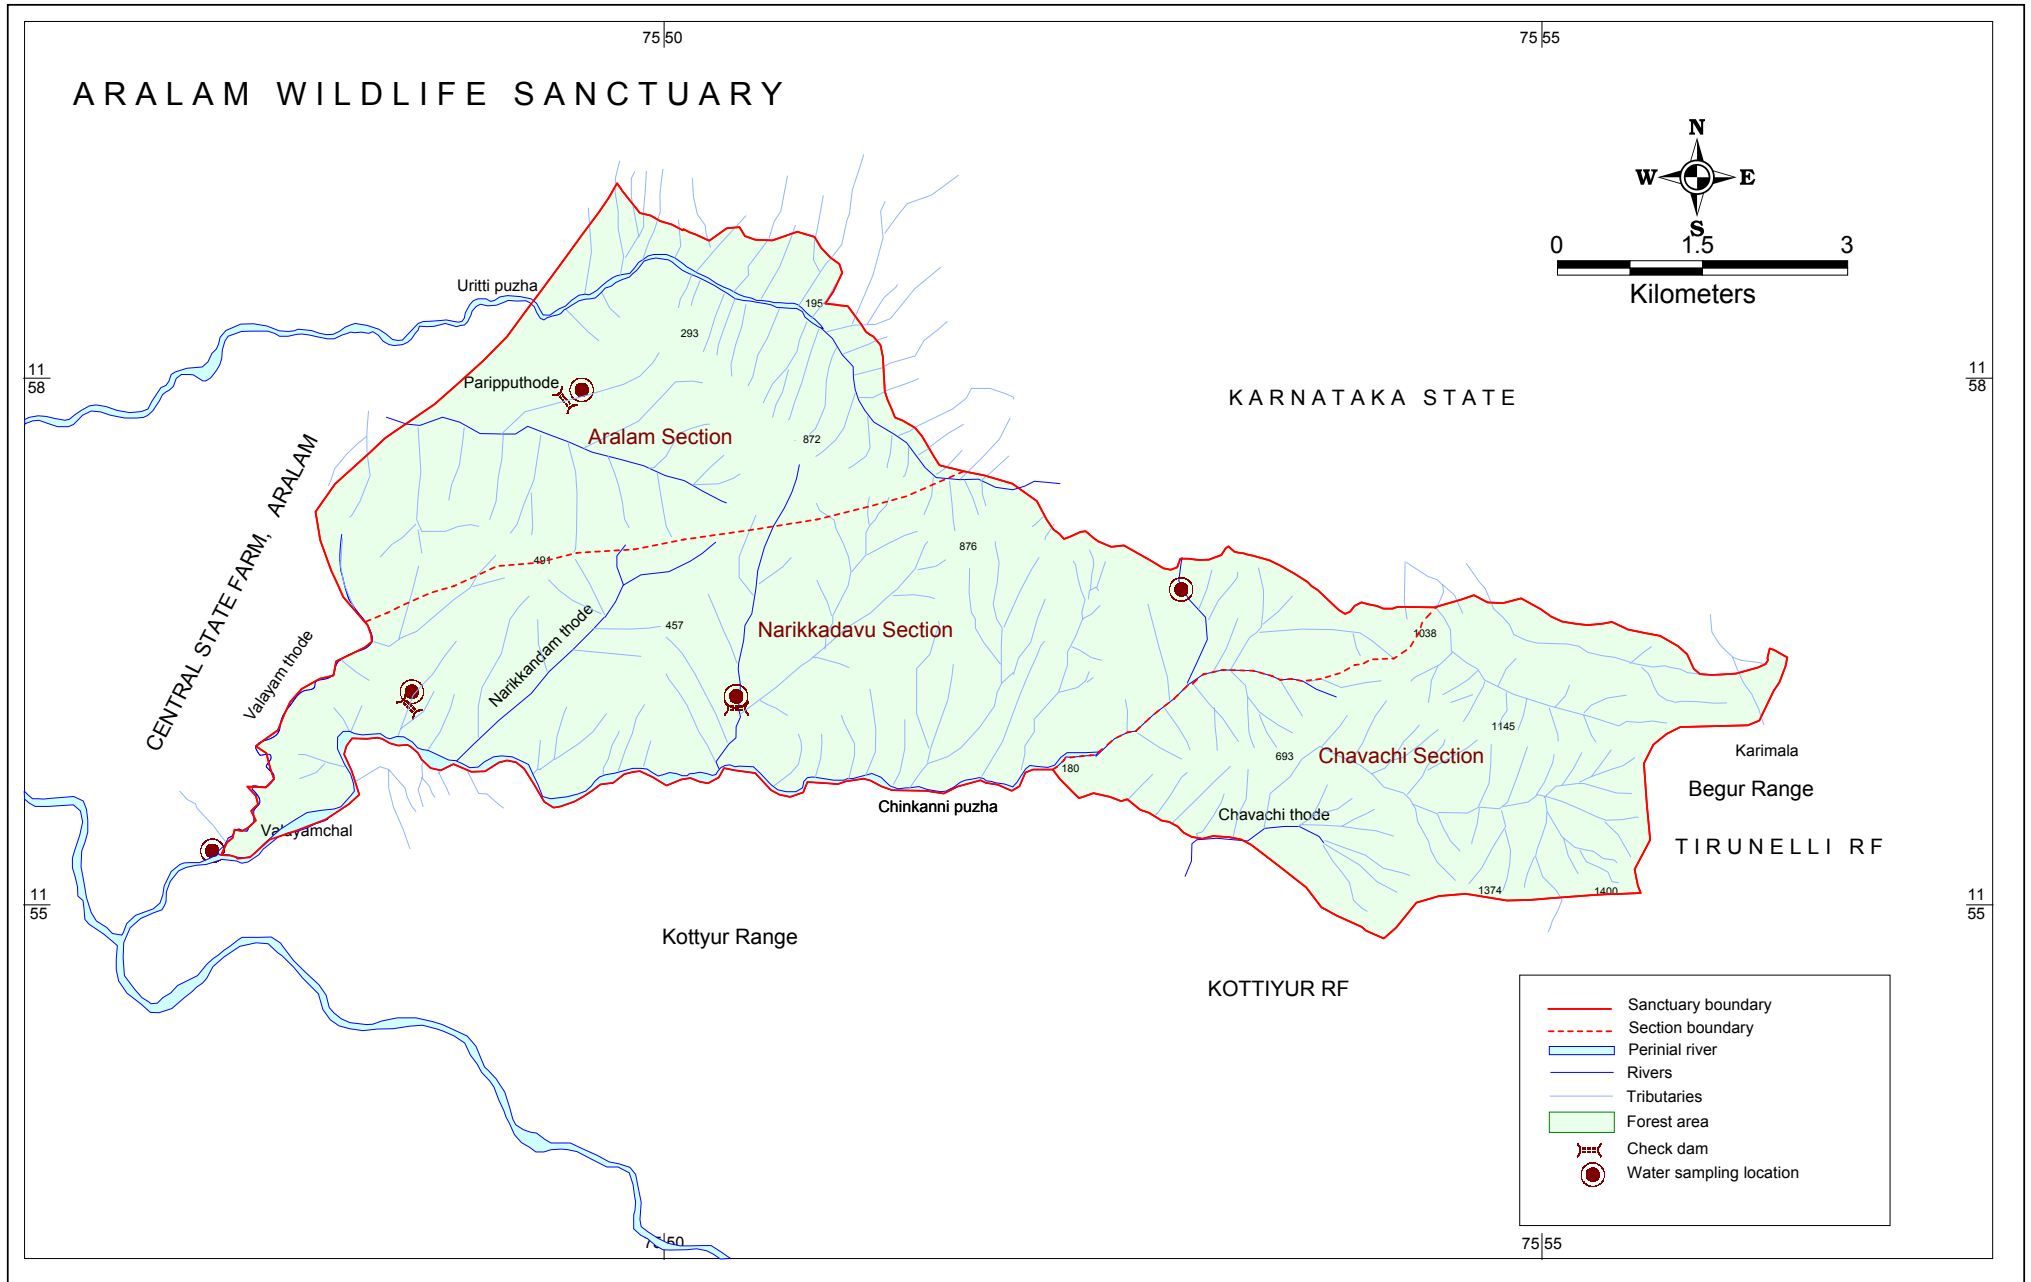 75 50
75 55
ARALAM WILDLIFE SANCTUARY
N
W E
S
0 1.5 3
Kilometers
Uritti puzha
195
293
11
58
11
58
Paripputhode
KARNATAKA STATE
Aralam Section
872
CENTRAL STATE FARM, ARALAM
491
876
Narikkandam thode
457
Narikkadavu Section
1038
Valayam thode
1145
Karimala
693
Chavachi Section
180
Begur Range
Chinkanni puzha
Chavachi thode
Valayamchal
TIRUNELLI RF
1374
1400
11
55
11
55
Kottyur Range
KOTTIYUR RF
Sanctuary boundary
Section boundary
Perinial river
Rivers
Tributaries
Forest area
Check dam
Water sampling location
75 50
75 55